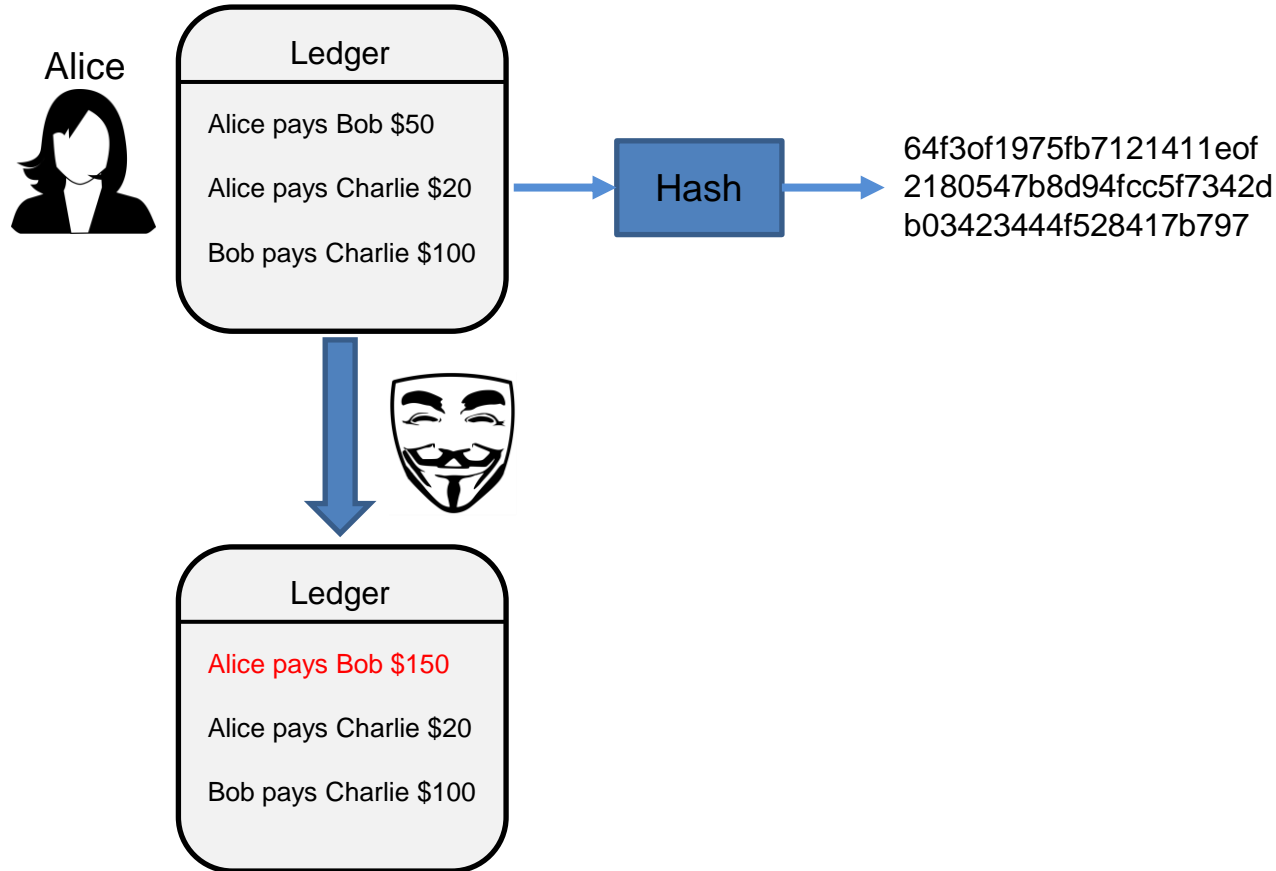 Alice
Ledger
Alice pays Bob $50
Alice pays Charlie $20
Bob pays Charlie $100
Hash
64f3of1975fb7121411eof
2180547b8d94fcc5f7342d
b03423444f528417b797
Ledger
Alice pays Bob $150
Alice pays Charlie $20
Bob pays Charlie $100